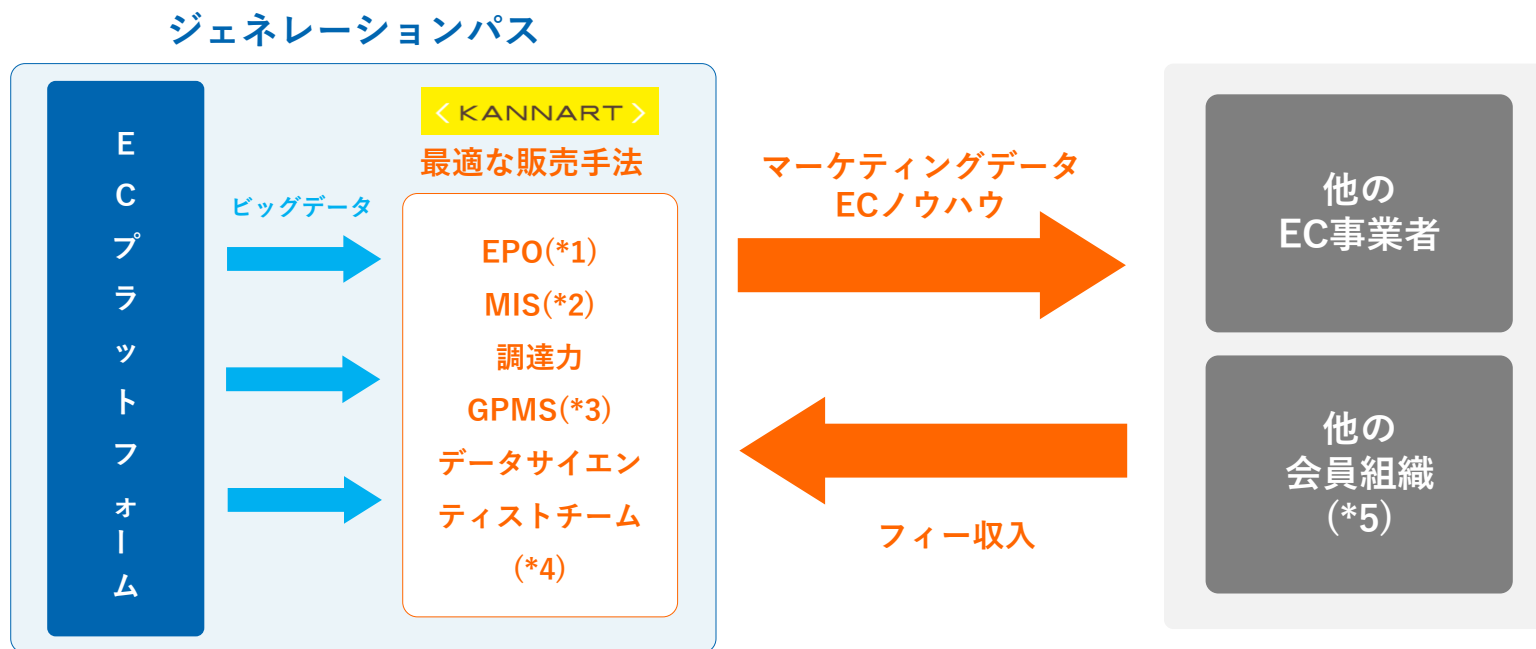 ジェネレーションパス
ECプラットフォーム
ビッグデータ
KANNART
最適な販売手法
EPO(*1)
MIS(*2)
調達力
GPMS(*3)
データサイエン
ティストチーム
(*4)
マーケティングデータ
ECノウハウ
フィー収入
他の
EC事業者
他の
会員組織
(*5)